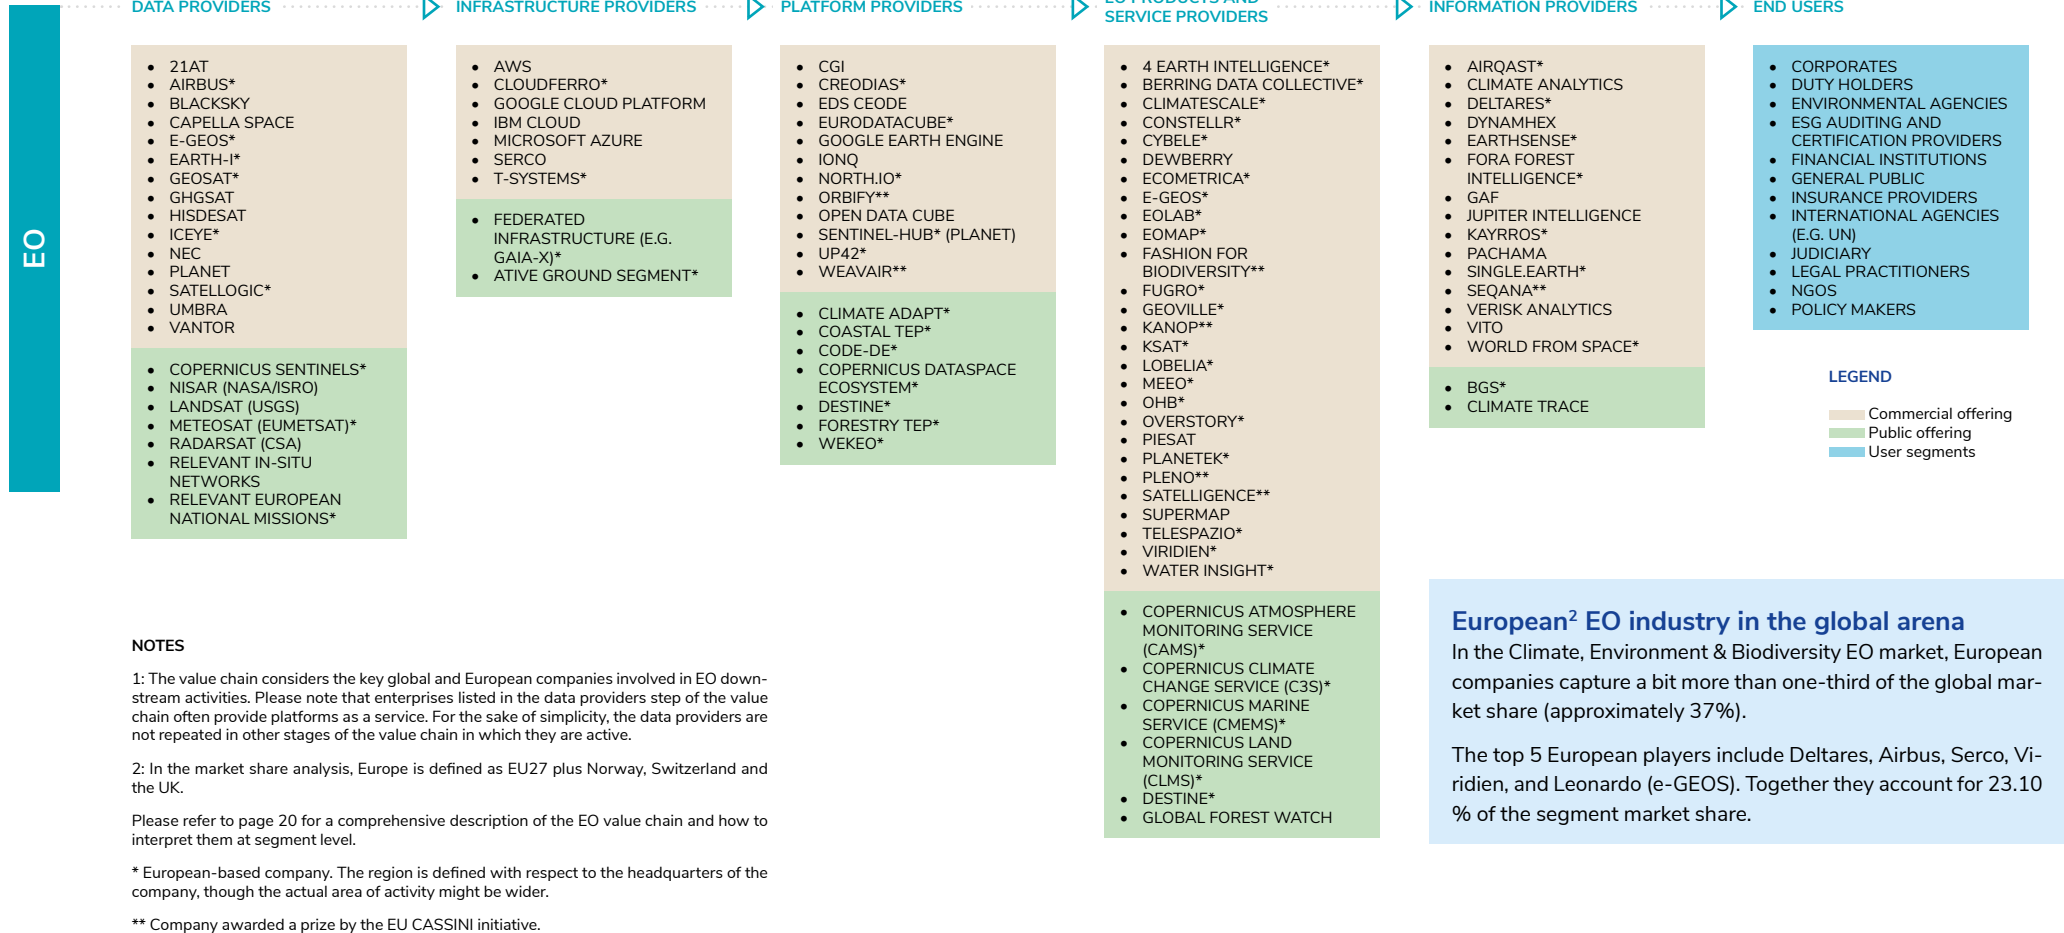 DATA PROVIDERS
INFRASTRUCTURE PROVIDERS
PLATFORM PROVIDERS
EO PRODUCTS AND
SERVICE PROVIDERS
INFORMATION PROVIDERS
END USERS
EO
• 21AT
• AIRBUS*
• BLACKSKY
• CAPELLA SPACE
• E-GEOS*
• EARTH-I*
• GEOSAT*
• GHGSAT
• HISDESAT
• ICEYE*
• NEC
• PLANET
• SATELLOGIC*
• UMBRA
• VANTOR
• COPERNICUS SENTINELS*
• NISAR (NASA/ISRO)
• LANDSAT (USGS)
• METEOSAT (EUMETSAT)*
• RADARSAT (CSA)
• RELEVANT IN-SITU
NETWORKS
• RELEVANT EUROPEAN
NATIONAL MISSIONS*
• AWS
• CLOUDFERRO*
• GOOGLE CLOUD PLATFORM
• IBM CLOUD
• MICROSOFT AZURE
• SERCO
• T-SYSTEMS*
• FEDERATED
INFRASTRUCTURE (E.G.
GAIA-X)*
• ATIVE GROUND SEGMENT*
• CGI
• CREODIAS*
• EDS CEODE
• EURODATACUBE*
• GOOGLE EARTH ENGINE
• IONQ
• NORTH.IO*
• ORBIFY**
• OPEN DATA CUBE
• SENTINEL-HUB* (PLANET)
• UP42*
• WEAVAIR**
• CLIMATE ADAPT*
• COASTAL TEP*
• CODE-DE*
• COPERNICUS DATASPACE
ECOSYSTEM*
• DESTINE*
• FORESTRY TEP*
• WEKEO*
• 4 EARTH INTELLIGENCE*
• BERRING DATA COLLECTIVE*
• CLIMATESCALE*
• CONSTELLR*
• CYBELE*
• DEWBERRY
• ECOMETRICA*
• E-GEOS*
• EOLAB*
• EOMAP*
• FASHION FOR
BIODIVERSITY**
• FUGRO*
• GEOVILLE*
• KANOP**
• KSAT*
• LOBELIA*
• MEEO*
• OHB*
• OVERSTORY*
• PIESAT
• PLANETEK*
• PLENO**
• SATELLIGENCE**
• SUPERMAP
• TELESPAZIO*
• VIRIDIEN*
• WATER INSIGHT*
• COPERNICUS ATMOSPHERE
MONITORING SERVICE
(CAMS)*
• COPERNICUS CLIMATE
CHANGE SERVICE (C3S)*
• COPERNICUS MARINE
SERVICE (CMEMS)*
• COPERNICUS LAND
MONITORING SERVICE
(CLMS)*
• DESTINE*
• GLOBAL FOREST WATCH
• AIRQAST*
• CLIMATE ANALYTICS
• DELTARES*
• DYNAMHEX
• EARTHSENSE*
• FORA FOREST
INTELLIGENCE*
• GAF
• JUPITER INTELLIGENCE
• KAYRROS*
• PACHAMA
• SINGLE.EARTH*
• SEQANA**
• VERISK ANALYTICS
• VITO
• WORLD FROM SPACE*
• BGS*
• CLIMATE TRACE
• CORPORATES
• DUTY HOLDERS
• ENVIRONMENTAL AGENCIES
• ESG AUDITING AND
CERTIFICATION PROVIDERS
• FINANCIAL INSTITUTIONS
• GENERAL PUBLIC
• INSURANCE PROVIDERS
• INTERNATIONAL AGENCIES
(E.G. UN)
• JUDICIARY
• LEGAL PRACTITIONERS
• NGOS
• POLICY MAKERS
LEGEND
Commercial offering
Public offering
User segments
NOTES
1: The value chain considers the key global and European companies involved in EO down-
stream activities. Please note that enterprises listed in the data providers step of the value
chain often provide platforms as a service. For the sake of simplicity, the data providers are
not repeated in other stages of the value chain in which they are active.
2: In the market share analysis, Europe is defined as EU27 plus Norway, Switzerland and
the UK.
Please refer to page 20 for a comprehensive description of the EO value chain and how to
interpret them at segment level.
* European-based company. The region is defined with respect to the headquarters of the
company, though the actual area of activity might be wider.
** Company awarded a prize by the EU CASSINI initiative.
European² EO industry in the global arena
In the Climate, Environment & Biodiversity EO market, European
companies capture a bit more than one-third of the global mar-
ket share (approximately 37%).
The top 5 European players include Deltares, Airbus, Serco, Vi-
ridien, and Leonardo (e-GEOS). Together they account for 23.10
% of the segment market share.